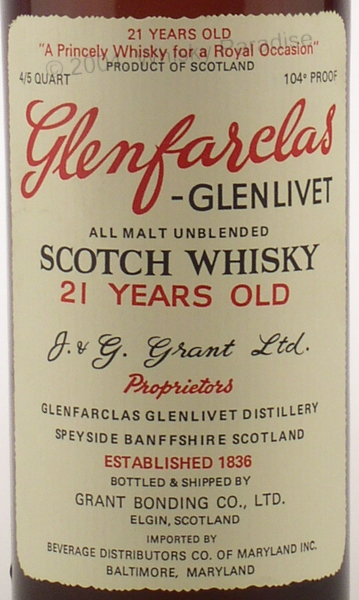 21 YEARS OLD
"A Princely Whisky for a Royal Occasion"
PRODUCT OF SCOTLAND
4/5 QUART 104° PROOF
Glenfarclas
-GLENLIVET
ALL MALT UNBLENDED
SCOTCH WHISKY
21 YEARS OLD
J. & G. Grant Ltd.
Proprietors
GLENFARCLAS GLENLIVET DISTILLERY
SPEYSIDE BANFFSHIRE SCOTLAND
ESTABLISHED 1836
BOTTLED & SHIPPED BY
GRANT BONDING CO., LTD.
ELGIN, SCOTLAND
IMPORTED BY
BEVERAGE DISTRIBUTORS CO. OF MARYLAND INC.
BALTIMORE, MARYLAND